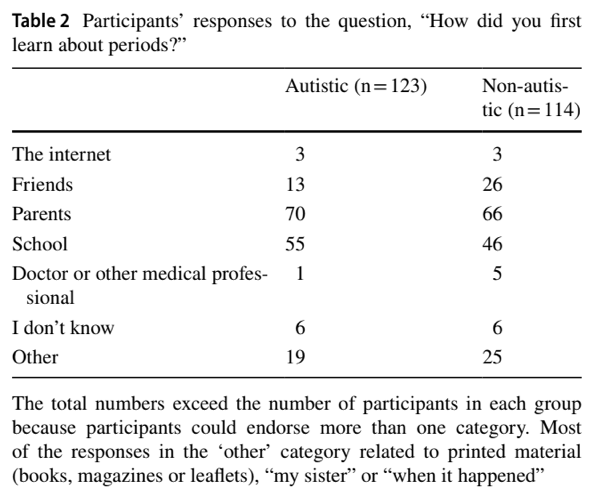 Table 2 Participants’ responses to the question, “How did you first
learn about periods?”
Autistic (n=123) Non-autis-
tic (n=114)
The internet 3 3
Friends 13 26
Parents 70 66
School 55 46
Doctor or other medical profes- 1 5
sional
I don’t know 6 6
Other 19 25
The total numbers exceed the number of participants in each group
because participants could endorse more than one category. Most
of the responses in the ‘other’ category related to printed material
(books, magazines or leaflets), “my sister” or “when it happened”